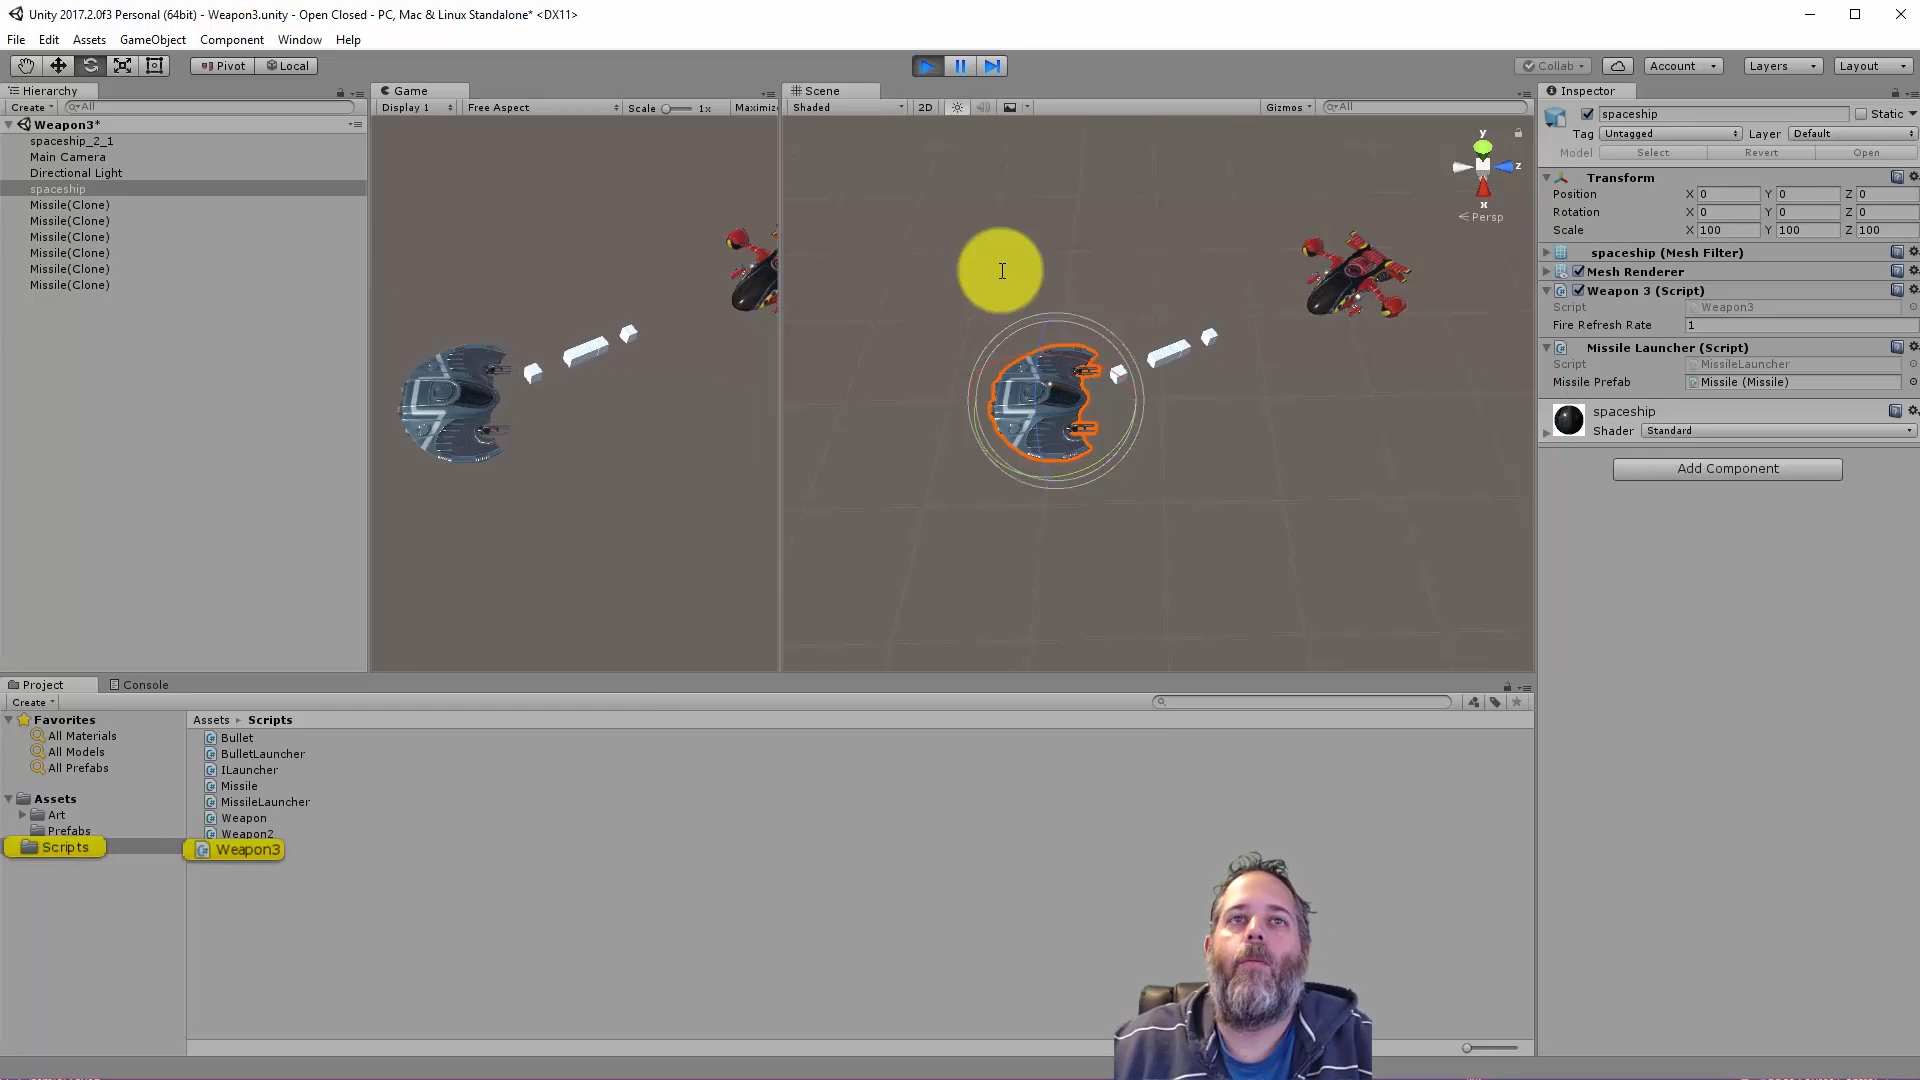 Unity 2017.2.0f3 Personal (64bit) - Weapon3.unity - Open Closed - PC, Mac & Linux Standalone* <DX11>
File Edit Assets GameObject Component Window Help
Pivot Local Collab Account Layers Layout
Hierarchy
Create All
Weapon3*
spaceship_2_1
Main Camera
Directional Light
spaceship
Missile(Clone)
Missile(Clone)
Missile(Clone)
Missile(Clone)
Missile(Clone)
Missile(Clone)
Game
Display 1 Free Aspect Scale 1x Maximiz
Scene
Shaded 2D Gizmos All
y
z
x
Persp
Inspector
spaceship Static
Tag Untagged Layer Default
Model Select Revert Open
Transform
Position X 0 Y 0 Z 0
Rotation X 0 Y 0 Z 0
Scale X 100 Y 100 Z 100
spaceship (Mesh Filter)
Mesh Renderer
Weapon 3 (Script)
Script Weapon3
Fire Refresh Rate 1
Missile Launcher (Script)
Script MissileLauncher
Missile Prefab Missile (Missile)
spaceship
Shader Standard
Add Component
Project Console
Create
Favorites
All Materials
All Models
All Prefabs
Assets
Art
Prefabs
Scripts
Assets Scripts
Bullet
BulletLauncher
ILauncher
Missile
MissileLauncher
Weapon
Weapon2
Weapon3